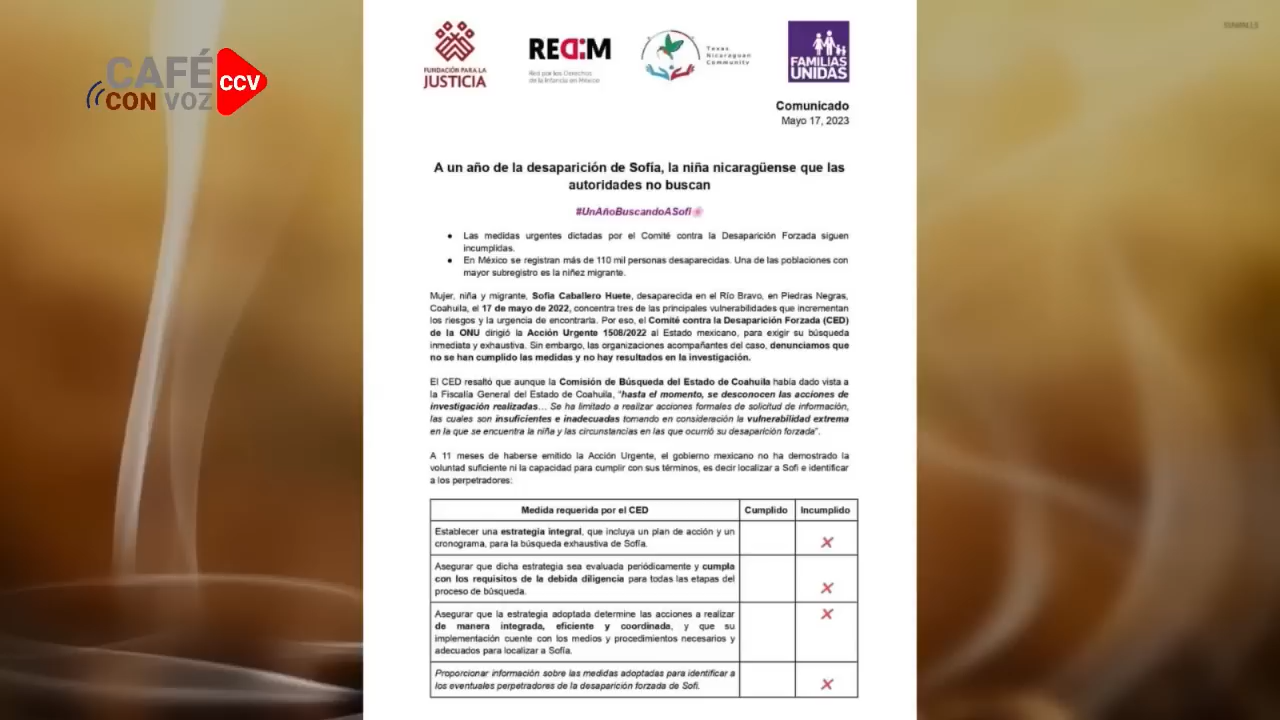 CAFÉ
CON VOZ
CCV
FUNDACIÓN PARA LA
JUSTICIA
REDIM
Red por los Derechos
de la Infancia en México
Texas
Nicaraguan
Community
FAMILIAS
UNIDAS
Comunicado
Mayo 17, 2023
A un año de la desaparición de Sofía, la niña nicaragüense que las
autoridades no buscan
#UnAñoBuscandoASofi
• Las medidas urgentes dictadas por el Comité contra la Desaparición Forzada siguen
incumplidas.
• En México se registran más de 110 mil personas desaparecidas. Una de las poblaciones con
mayor subregistro es la niñez migrante.
Mujer, niña y migrante, Sofía Caballero Huete, desaparecida en el Río Bravo, en Piedras Negras,
Coahuila, el 17 de mayo de 2022, concentra tres de las principales vulnerabilidades que incrementan
los riesgos y la urgencia de encontrarla. Por eso, el Comité contra la Desaparición Forzada (CED)
de la ONU dirigió la Acción Urgente 1508/2022 al Estado mexicano, para exigir su búsqueda
inmediata y exhaustiva. Sin embargo, las organizaciones acompañantes del caso, denunciamos que
no se han cumplido las medidas y no hay resultados en la investigación.
El CED resaltó que aunque la Comisión de Búsqueda del Estado de Coahuila había dado vista a
la Fiscalía General del Estado de Coahuila, "hasta el momento, se desconocen las acciones de
investigación realizadas… Se ha limitado a realizar acciones formales de solicitud de información,
las cuales son insuficientes e inadecuadas tomando en consideración la vulnerabilidad extrema
en la que se encuentra la niña y las circunstancias en las que ocurrió su desaparición forzada".
A 11 meses de haberse emitido la Acción Urgente, el gobierno mexicano no ha demostrado la
voluntad suficiente ni la capacidad para cumplir con sus términos, es decir localizar a Sofi e identificar
a los perpetradores:
Medida requerida por el CED Cumplido Incumplido
Establecer una estrategia integral, que incluya un plan de acción y un
cronograma, para la búsqueda exhaustiva de Sofía.
Asegurar que dicha estrategia sea evaluada periódicamente y cumpla
con los requisitos de la debida diligencia para todas las etapas del
proceso de búsqueda.
Asegurar que la estrategia adoptada determine las acciones a realizar
de manera integrada, eficiente y coordinada, y que su
implementación cuente con los medios y procedimientos necesarios y
adecuados para localizar a Sofía.
Proporcionar información sobre las medidas adoptadas para identificar a
los eventuales perpetradores de la desaparición forzada de Sofi.